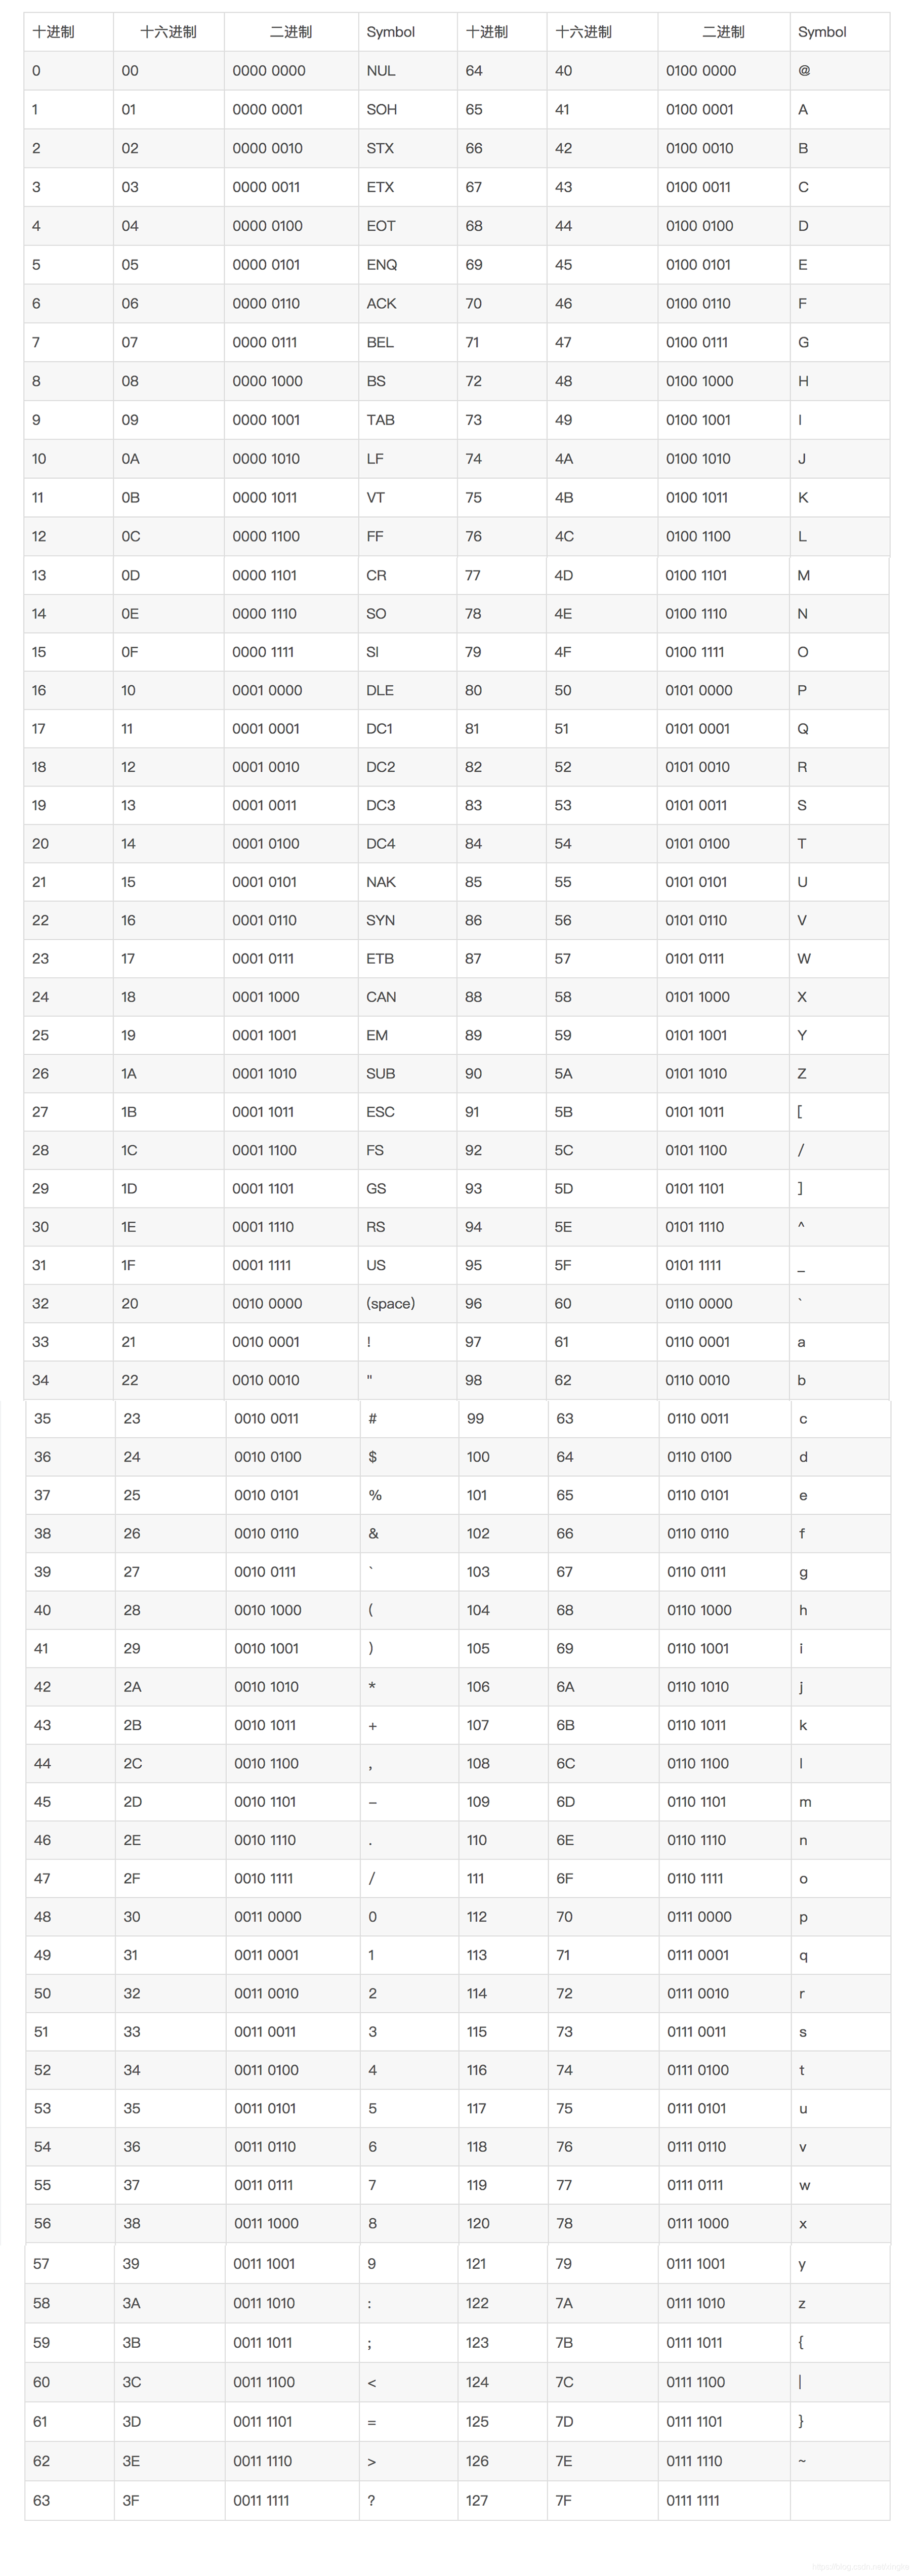 十进制 十六进制 二进制 Symbol 十进制 十六进制 二进制 Symbol
0 00 0000 0000 NUL 64 40 0100 0000 @
1 01 0000 0001 SOH 65 41 0100 0001 A
2 02 0000 0010 STX 66 42 0100 0010 B
3 03 0000 0011 ETX 67 43 0100 0011 C
4 04 0000 0100 EOT 68 44 0100 0100 D
5 05 0000 0101 ENQ 69 45 0100 0101 E
6 06 0000 0110 ACK 70 46 0100 0110 F
7 07 0000 0111 BEL 71 47 0100 0111 G
8 08 0000 1000 BS 72 48 0100 1000 H
9 09 0000 1001 TAB 73 49 0100 1001 I
10 0A 0000 1010 LF 74 4A 0100 1010 J
11 0B 0000 1011 VT 75 4B 0100 1011 K
12 0C 0000 1100 FF 76 4C 0100 1100 L
13 0D 0000 1101 CR 77 4D 0100 1101 M
14 0E 0000 1110 SO 78 4E 0100 1110 N
15 0F 0000 1111 SI 79 4F 0100 1111 O
16 10 0001 0000 DLE 80 50 0101 0000 P
17 11 0001 0001 DC1 81 51 0101 0001 Q
18 12 0001 0010 DC2 82 52 0101 0010 R
19 13 0001 0011 DC3 83 53 0101 0011 S
20 14 0001 0100 DC4 84 54 0101 0100 T
21 15 0001 0101 NAK 85 55 0101 0101 U
22 16 0001 0110 SYN 86 56 0101 0110 V
23 17 0001 0111 ETB 87 57 0101 0111 W
24 18 0001 1000 CAN 88 58 0101 1000 X
25 19 0001 1001 EM 89 59 0101 1001 Y
26 1A 0001 1010 SUB 90 5A 0101 1010 Z
27 1B 0001 1011 ESC 91 5B 0101 1011 [
28 1C 0001 1100 FS 92 5C 0101 1100 /
29 1D 0001 1101 GS 93 5D 0101 1101 ]
30 1E 0001 1110 RS 94 5E 0101 1110 ^
31 1F 0001 1111 US 95 5F 0101 1111 _
32 20 0010 0000 (space) 96 60 0110 0000 `
33 21 0010 0001 ! 97 61 0110 0001 a
34 22 0010 0010 " 98 62 0110 0010 b
35 23 0010 0011 # 99 63 0110 0011 c
36 24 0010 0100 $ 100 64 0110 0100 d
37 25 0010 0101 % 101 65 0110 0101 e
38 26 0010 0110 & 102 66 0110 0110 f
39 27 0010 0111 ` 103 67 0110 0111 g
40 28 0010 1000 ( 104 68 0110 1000 h
41 29 0010 1001 ) 105 69 0110 1001 i
42 2A 0010 1010 * 106 6A 0110 1010 j
43 2B 0010 1011 + 107 6B 0110 1011 k
44 2C 0010 1100 , 108 6C 0110 1100 l
45 2D 0010 1101 – 109 6D 0110 1101 m
46 2E 0010 1110 . 110 6E 0110 1110 n
47 2F 0010 1111 / 111 6F 0110 1111 o
48 30 0011 0000 0 112 70 0111 0000 p
49 31 0011 0001 1 113 71 0111 0001 q
50 32 0011 0010 2 114 72 0111 0010 r
51 33 0011 0011 3 115 73 0111 0011 s
52 34 0011 0100 4 116 74 0111 0100 t
53 35 0011 0101 5 117 75 0111 0101 u
54 36 0011 0110 6 118 76 0111 0110 v
55 37 0011 0111 7 119 77 0111 0111 w
56 38 0011 1000 8 120 78 0111 1000 x
57 39 0011 1001 9 121 79 0111 1001 y
58 3A 0011 1010 : 122 7A 0111 1010 z
59 3B 0011 1011 ; 123 7B 0111 1011 {
60 3C 0011 1100 < 124 7C 0111 1100 |
61 3D 0011 1101 = 125 7D 0111 1101 }
62 3E 0011 1110 > 126 7E 0111 1110 ~
63 3F 0011 1111 ? 127 7F 0111 1111